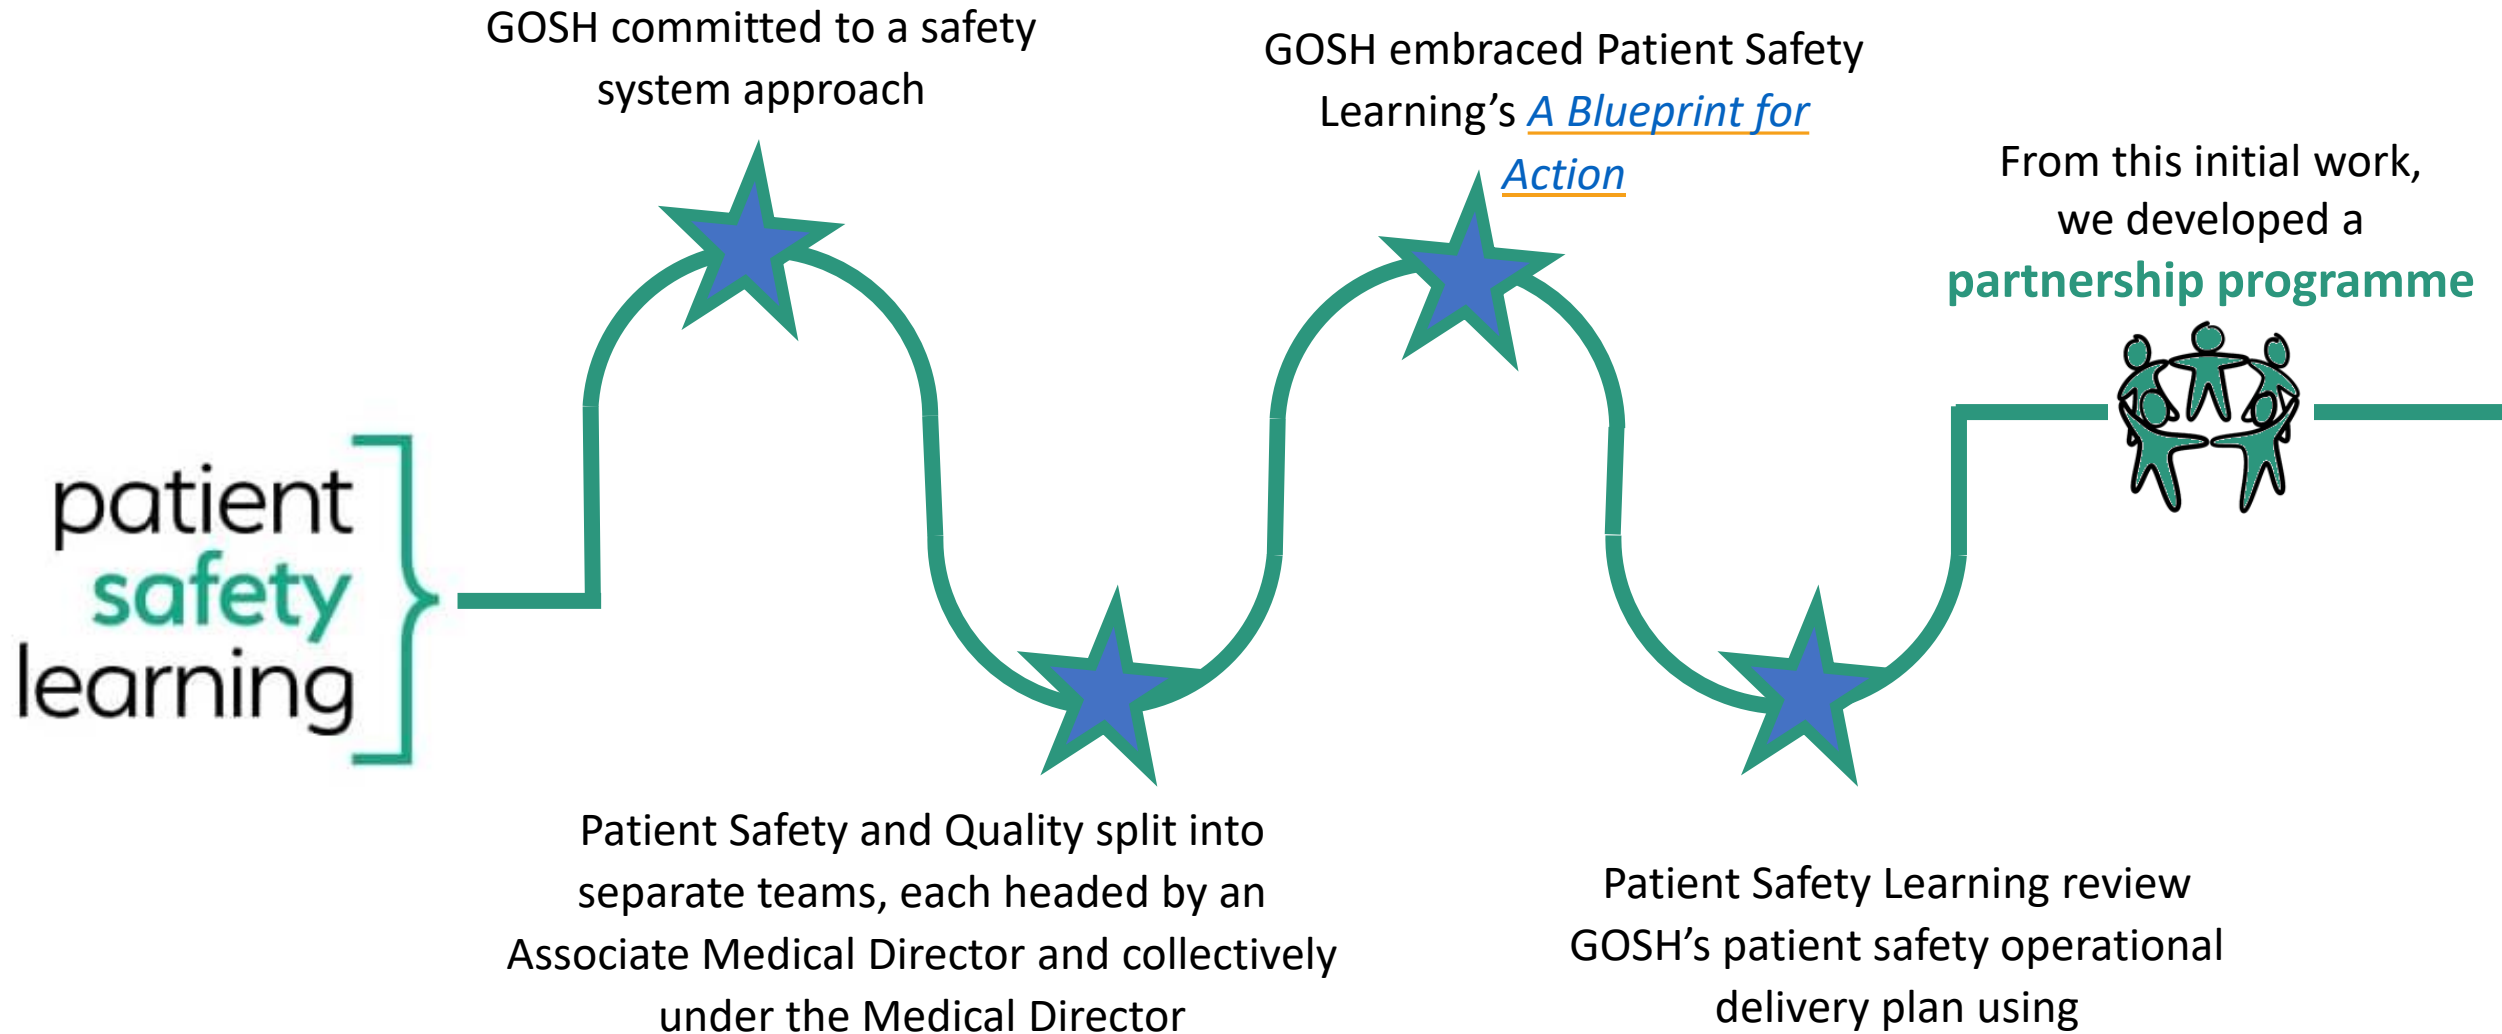 patient
safety
learning
GOSH committed to a safety
system approach
Patient Safety and Quality split into
separate teams, each headed by an
Associate Medical Director and collectively
under the Medical Director
GOSH embraced Patient Safety
Learning’s A Blueprint for
Action
Patient Safety Learning review
GOSH’s patient safety operational
delivery plan using
From this initial work,
we developed a
partnership programme